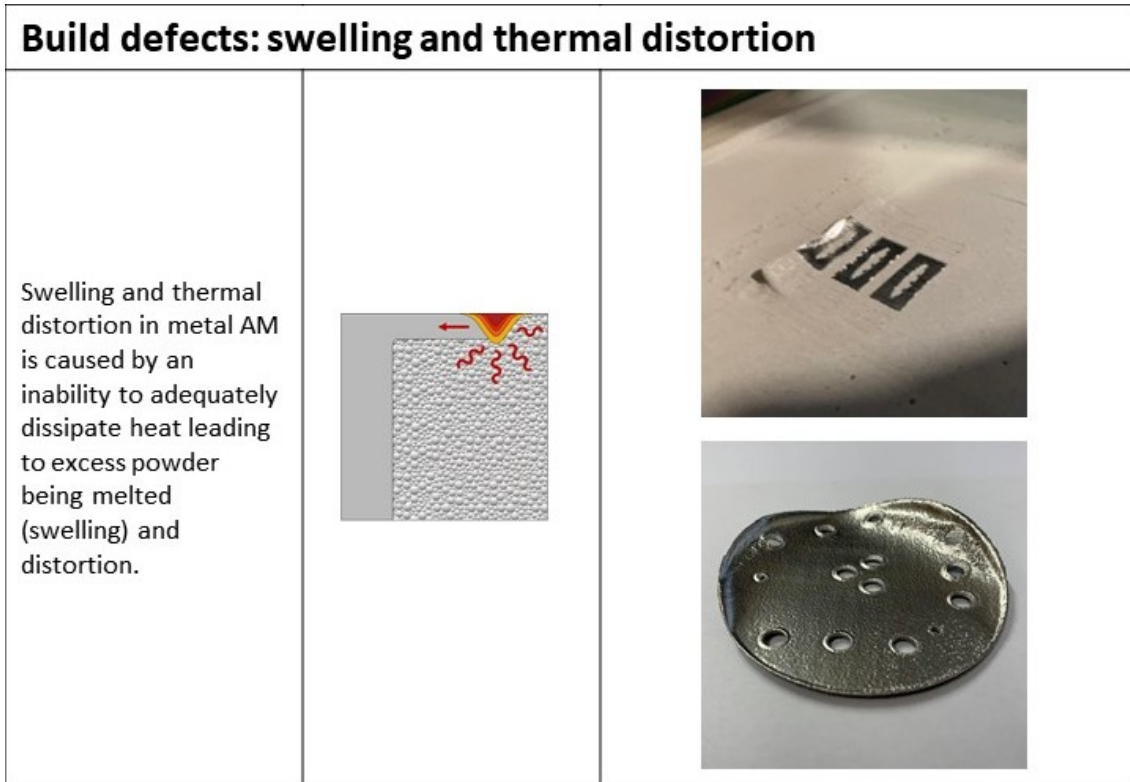 Build defects: swelling and thermal distortion
Swelling and thermal
distortion in metal AM
is caused by an
inability to adequately
dissipate heat leading
to excess powder
being melted
(swelling) and
distortion.